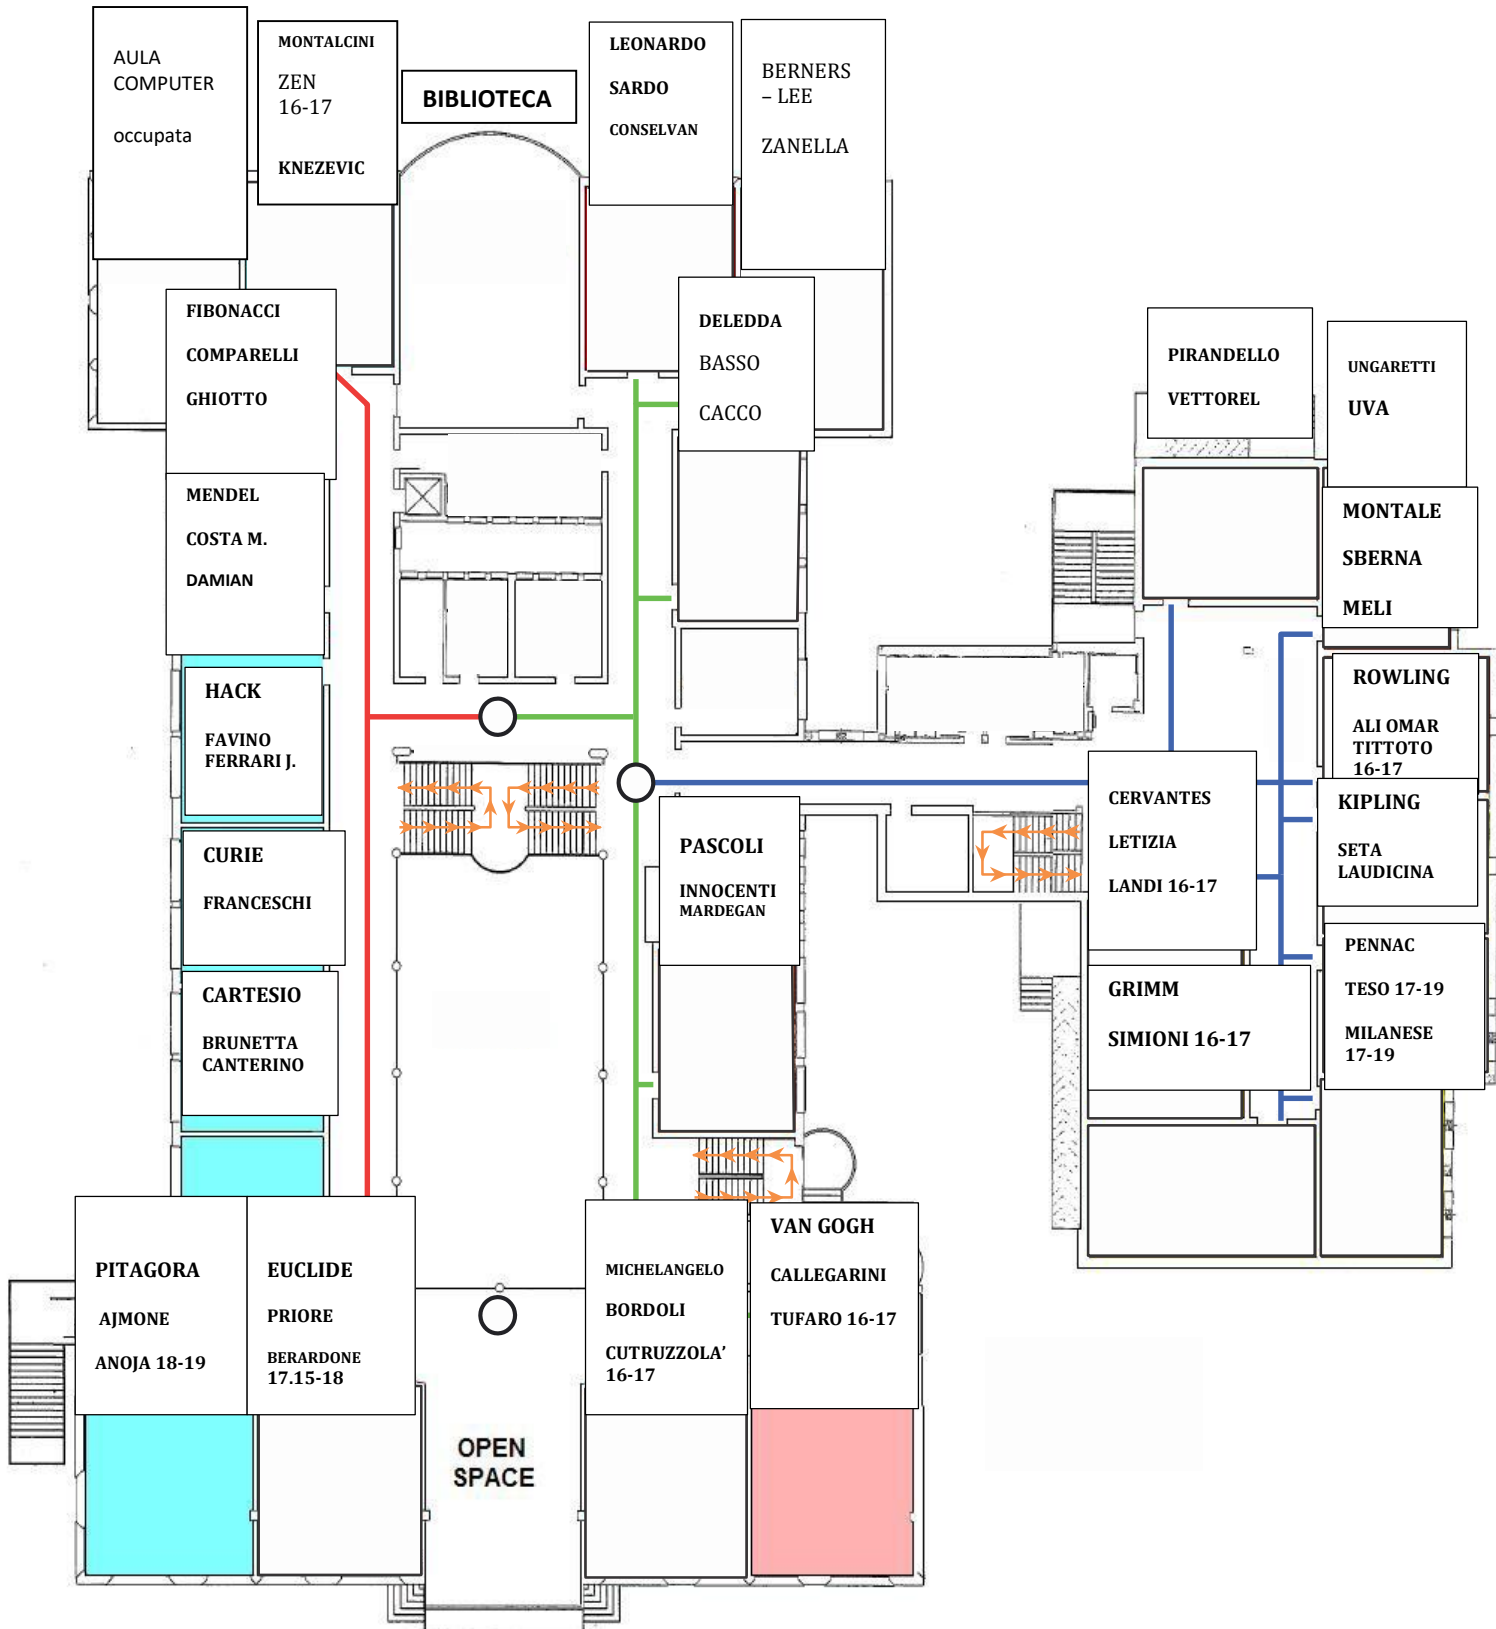 AULA
COMPUTER
occupata
MONTALCINI
ZEN
16-17
KNEZEVIC
BIBLIOTECA
LEONARDO
SARDO
CONSELVAN
BERNERS
– LEE
ZANELLA
FIBONACCI
COMPARELLI
GHIOTTO
DELEDDA
BASSO
CACCO
PIRANDELLO
VETTOREL
UNGARETTI
UVA
MENDEL
COSTA M.
DAMIAN
MONTALE
SBERNA
MELI
HACK
FAVINO
FERRARI J.
ROWLING
ALI OMAR
TITTOTO
16-17
CURIE
FRANCESCHI
PASCOLI
INNOCENTI
MARDEGAN
CERVANTES
LETIZIA
LANDI 16-17
KIPLING
SETA
LAUDICINA
CARTESIO
BRUNETTA
CANTERINO
GRIMM
SIMIONI 16-17
PENNAC
TESO 17-19
MILANESE
17-19
PITAGORA
AJMONE
ANOJA 18-19
EUCLIDE
PRIORE
BERARDONE
17.15-18
MICHELANGELO
BORDOLI
CUTRUZZOLA'
16-17
VAN GOGH
CALLEGARINI
TUFARO 16-17
OPEN
SPACE